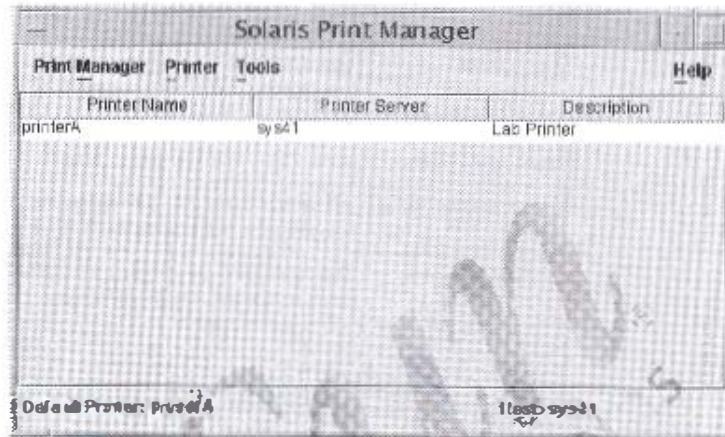 Solaris Print Manager
Print Manager Printer Tools Help
Printer Name Printer Server Description
printerA sys41 Lab Printer
Default Printer: printerA Host: sys41